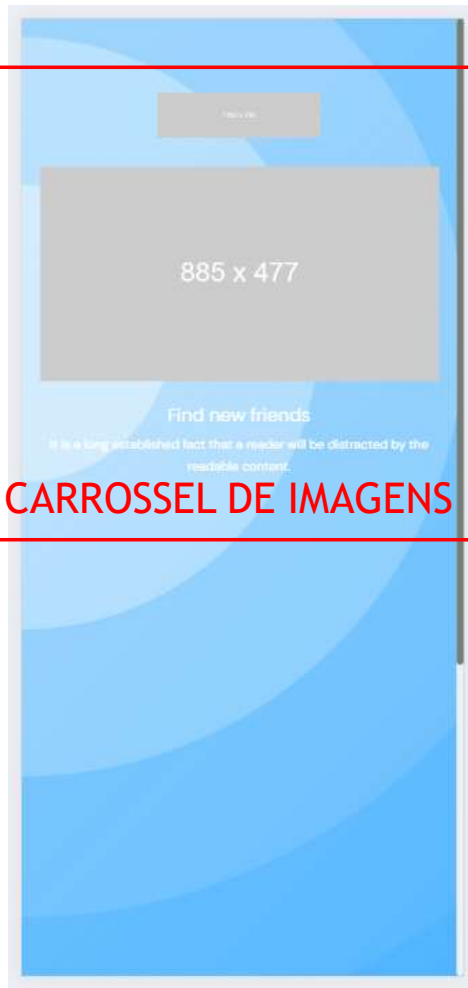 885 x 477
Find new friends
It is a long established fact that a reader will be distracted by the
readable content.
CARROSSEL DE IMAGENS